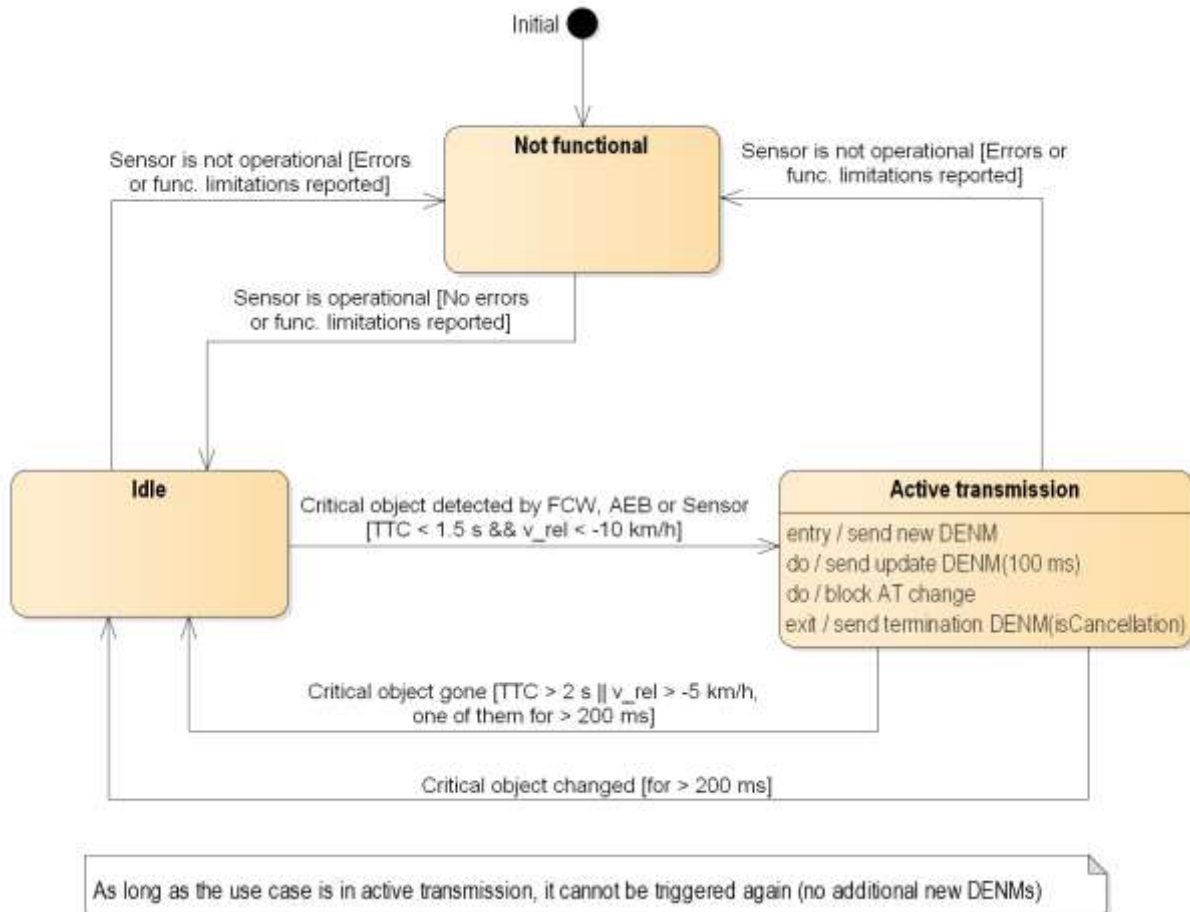 Initial
Not functional
Sensor is not operational [Errors
or func. limitations reported]
Sensor is not operational [Errors or
func. limitations reported]
Sensor is operational [No errors
or func. limitations reported]
Idle
Critical object detected by FCW, AEB or Sensor
[TTC < 1.5 s && v_rel < -10 km/h]
Active transmission
entry / send new DENM
do / send update DENM(100 ms)
do / block AT change
exit / send termination DENM(isCancellation)
Critical object gone [TTC > 2 s || v_rel > -5 km/h,
one of them for > 200 ms]
Critical object changed [for > 200 ms]
As long as the use case is in active transmission, it cannot be triggered again (no additional new DENMs)